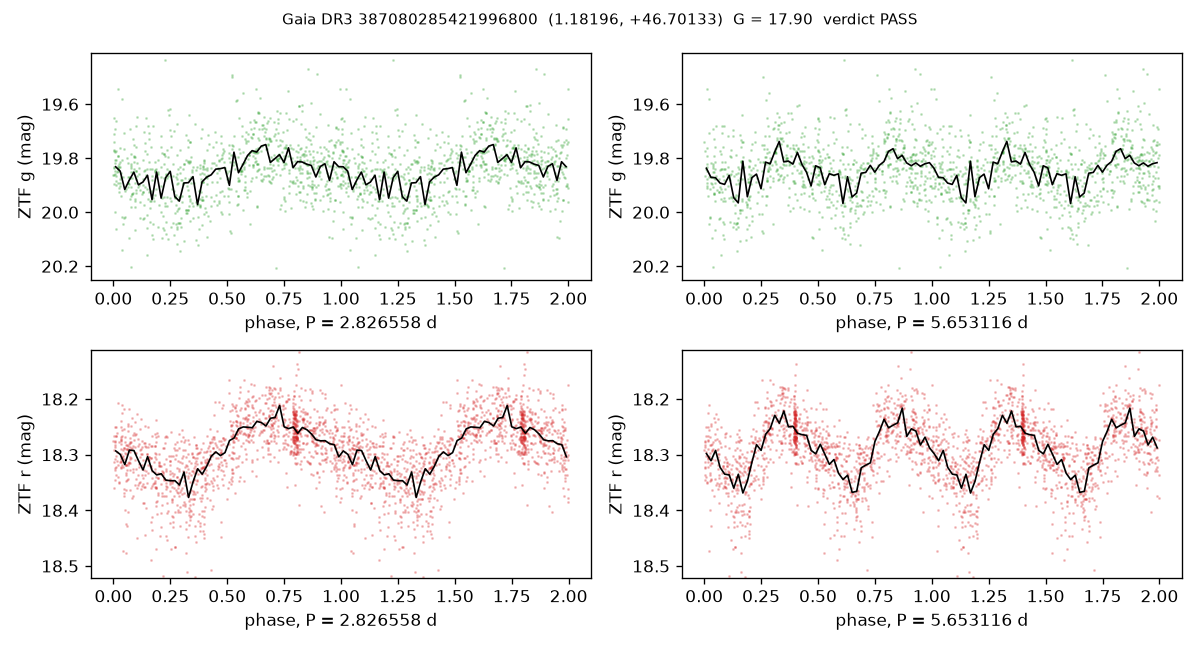 Gaia DR3 387080285421996800  (1.18196, +46.70133)  G = 17.90  verdict PASS
ZTF g (mag)
19.6
19.8
20.0
20.2
0.00 0.25 0.50 0.75 1.00 1.25 1.50 1.75 2.00
phase, P = 2.826558 d
ZTF g (mag)
19.6
19.8
20.0
20.2
0.00 0.25 0.50 0.75 1.00 1.25 1.50 1.75 2.00
phase, P = 5.653116 d
ZTF r (mag)
18.2
18.3
18.4
18.5
0.00 0.25 0.50 0.75 1.00 1.25 1.50 1.75 2.00
phase, P = 2.826558 d
ZTF r (mag)
18.2
18.3
18.4
18.5
0.00 0.25 0.50 0.75 1.00 1.25 1.50 1.75 2.00
phase, P = 5.653116 d